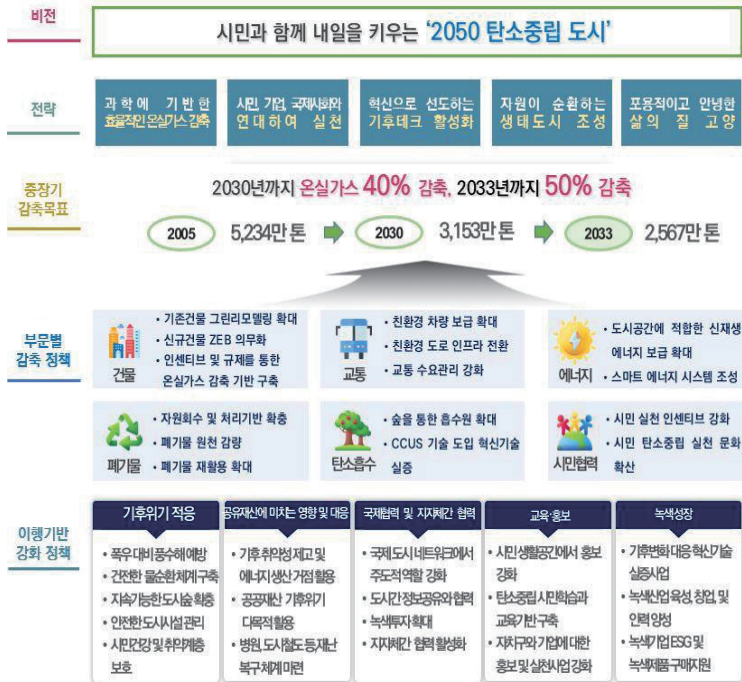 비전
시민과 함께 내일을 키우는 ‘2050 탄소중립 도시’
전략
과학에 기반한
효율적인 온실가스 감축
시민, 기업, 국제사회와
연대하여 실천
혁신으로 선도하는
기후테크 활성화
자원이 순환하는
생태도시 조성
포용적이고 안녕한
삶의 질 고양
중장기
감축목표
2030년까지 온실가스 40% 감축, 2033년까지 50% 감축
2005 5,234만 톤 2030 3,153만 톤 2033 2,567만 톤
부문별
감축 정책
건물
• 기존건물 그린리모델링 확대
• 신규건물 ZEB 의무화
• 인센티브 및 규제를 통한
온실가스 감축 기반 구축
교통
• 친환경 차량 보급 확대
• 친환경 도로 인프라 전환
• 교통 수요관리 강화
에너지
• 도시공간에 적합한 신재생
에너지 보급 확대
• 스마트 에너지 시스템 조성
폐기물
• 자원회수 및 처리기반 확충
• 폐기물 원천 감량
• 폐기물 재활용 확대
탄소흡수
• 숲을 통한 흡수원 확대
• CCUS 기술 도입 혁신기술
실증
시민협력
• 시민 실천 인센티브 강화
• 시민 탄소중립 실천 문화
확산
이행기반
강화 정책
기후위기 적응
• 폭우 대비 풍수해 예방
• 건전한 물순환 체계 구축
• 지속가능한 도시숲 확충
• 안전한 도시시설 관리
• 시민건강 및 취약계층
보호
공유재산에 미치는 영향 및 대응
• 기후 취약성 제고 및
에너지 생산 거점 활용
• 공공재산 기후위기
다목적 활용
• 병원, 도시철도 등 재난
복구 체계 마련
국제협력 및 지자체간 협력
• 국제 도시 네트워크에서
주도적 역할 강화
• 도시간 정보공유와 협력
• 녹색투자 확대
• 지자체간 협력 활성화
교육·홍보
• 시민 생활공간에서 홍보
강화
• 탄소중립 시민학습과
교육기반 구축
• 자치구와 기업에 대한
홍보 및 실천사업 강화
녹색성장
• 기후변화 대응 혁신기술
실증사업
• 녹색산업 육성, 창업, 및
인력 양성
• 녹색기업 ESG 및
녹색제품 구매지원